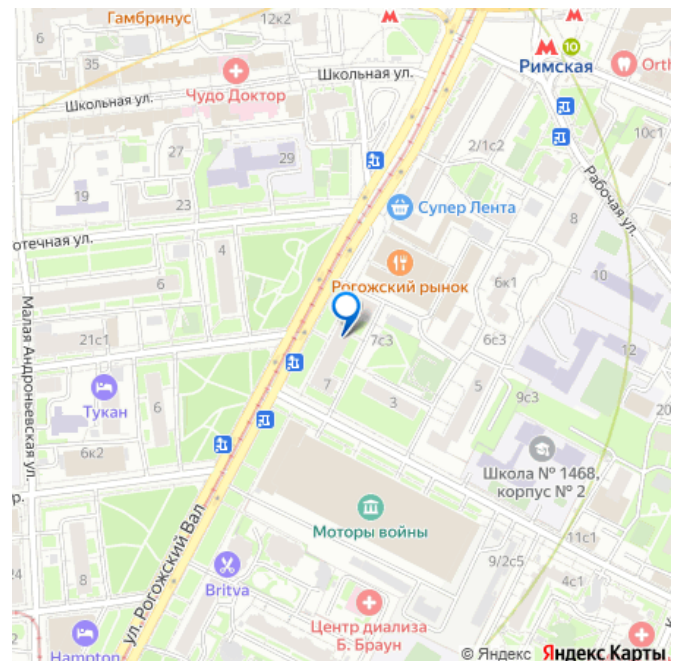 Гамбринус
12к2
6
35
Школьная ул.
Римская
10
Orth
Чудо Доктор
Школьная ул.
2/1с2
10с1
27
29
19
23
Супер Лента
8
Рабочая ул.
отечная ул.
4
Рогожский рынок
6к1
10
6
7с3
6с3
21с1
12
Малая Андроньевская ул.
Тукан
6
7
3
5
9с3
20
6к2
Школа № 1468,
корпус № 2
р.
Моторы войны
11с1
ул. Рогожский Вал
24
8
Britva
9/2с5
4с1
Центр диализа
Б. Браун
Hampton
© Яндекс Яндекс Карты